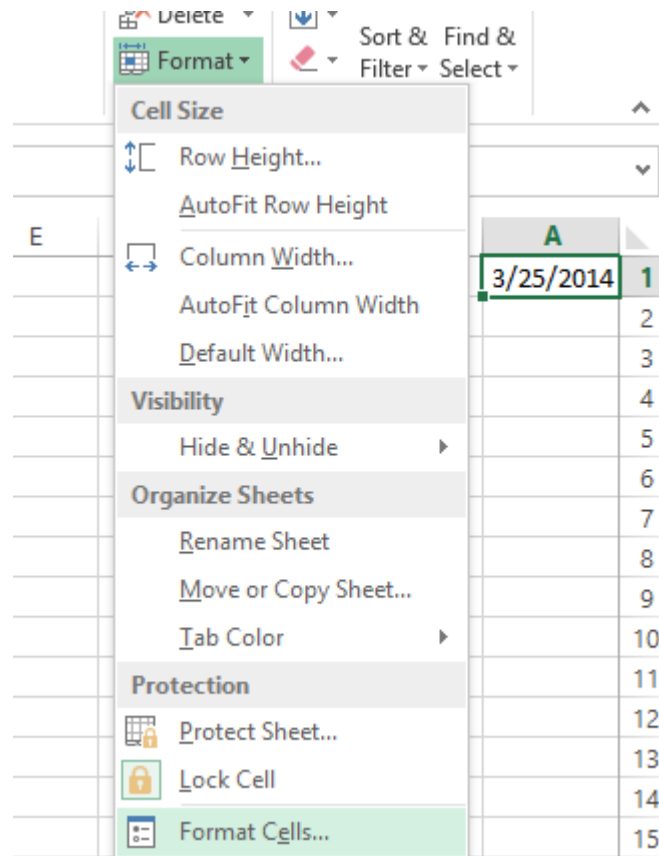 Delete
Format
Sort & Find &
Filter Select
Cell Size
Row Height...
AutoFit Row Height
Column Width...
AutoFit Column Width
Default Width...
Visibility
Hide & Unhide
Organize Sheets
Rename Sheet
Move or Copy Sheet...
Tab Color
Protection
Protect Sheet...
Lock Cell
Format Cells...
E
A
3/25/2014 1
2
3
4
5
6
7
8
9
10
11
12
13
14
15